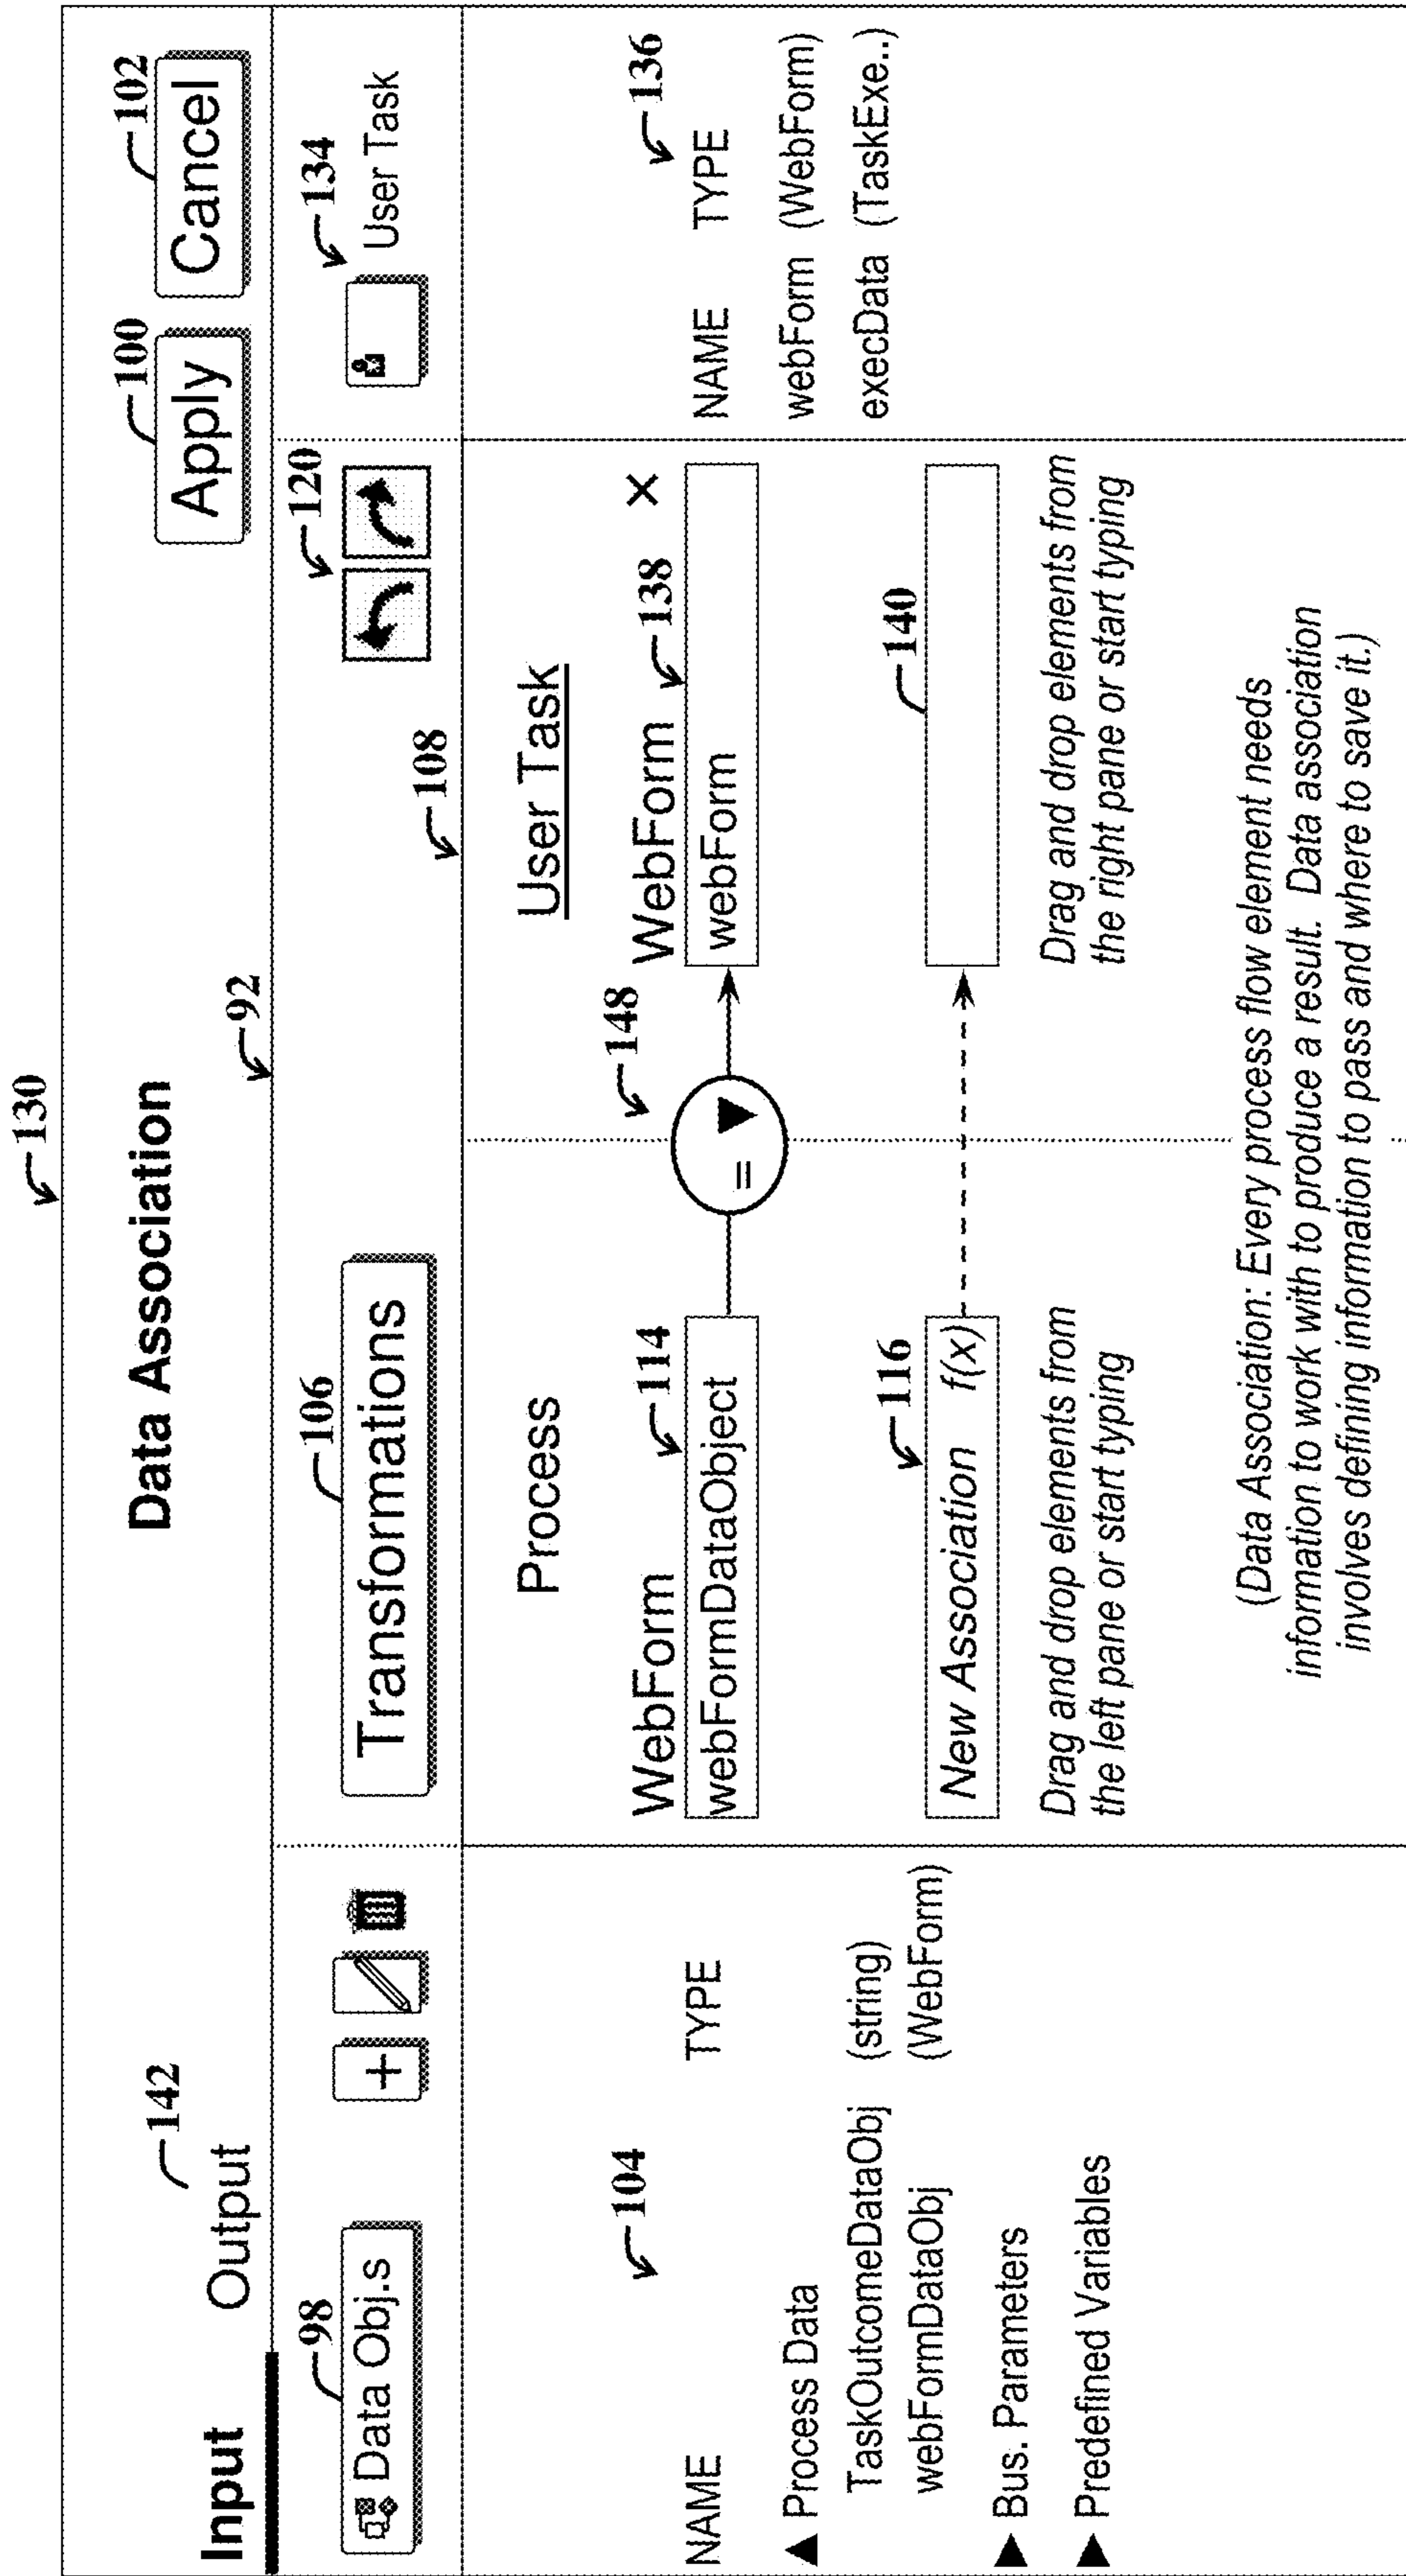 130
Data Association
142
100
102
Input Output
92
Apply Cancel
98
106
120
134
Data Obj.s
+
Transformations
User Task
108
Process
User Task
104
WebForm
114
148
WebForm
138
×
136
NAME TYPE
webFormDataObject
=
webForm
NAME TYPE
Process Data
webForm (WebForm)
TaskOutcomeDataObj (string)
execData (TaskExe..)
webFormDataObj (WebForm)
116
140
New Association f(x)
Bus. Parameters
Predefined Variables
Drag and drop elements from
the left pane or start typing
Drag and drop elements from
the right pane or start typing
(Data Association: Every process flow element needs
information to work with to produce a result. Data association
involves defining information to pass and where to save it.)